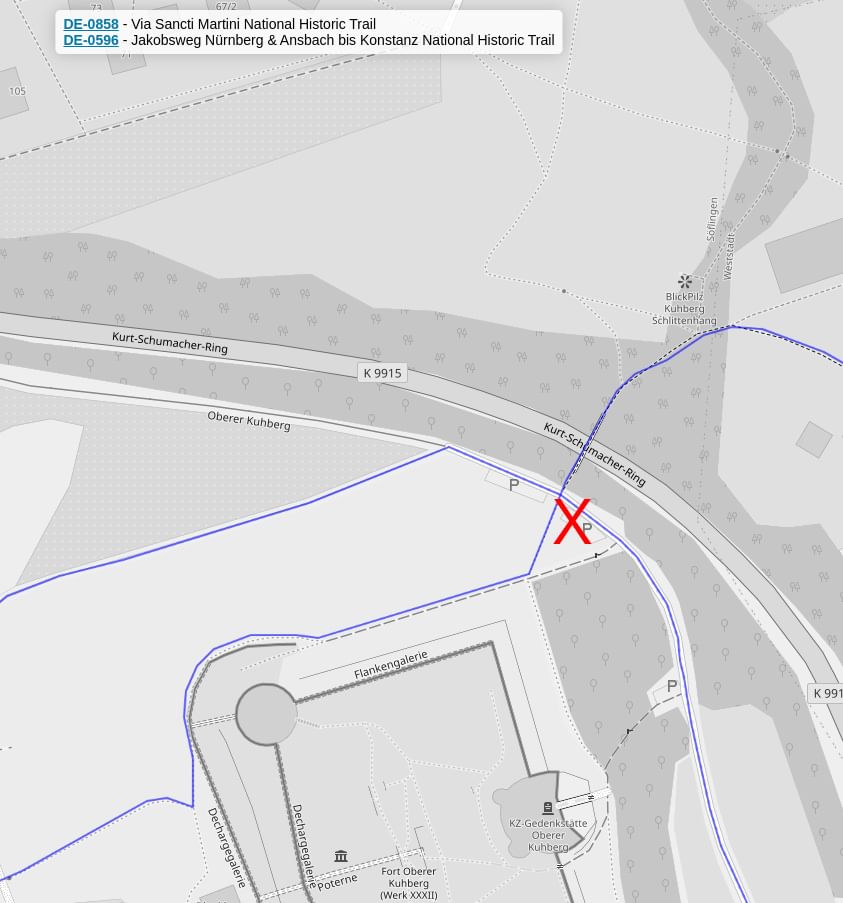 73
67/2
DE-0858 - Via Sancti Martini National Historic Trail
DE-0596 - Jakobsweg Nürnberg & Ansbach bis Konstanz National Historic Trail
105
Söflingen
Weststadt
BlickPilz
Kuhberg
Schlittenhang
Kurt-Schumacher-Ring
K 9915
Oberer Kuhberg
Kurt-Schumacher-Ring
P
X
P
Flankengalerie
P
K 991
KZ-Gedenkstätte
Oberer
Kuhberg
Dechargegalerie
Dechargegalerie
Poterne
Fort Oberer
Kuhberg
(Werk XXXII)